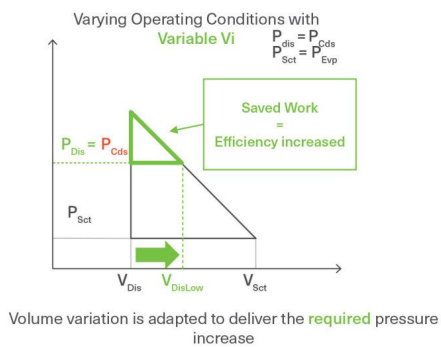 Varying Operating Conditions with
Variable Vi
Pdis = PCds
PSct = PEvp
Saved Work
=
Efficiency increased
PDis = PCds
PSct
VDis
VDisLow
VSct
Volume variation is adapted to deliver the required pressure
increase